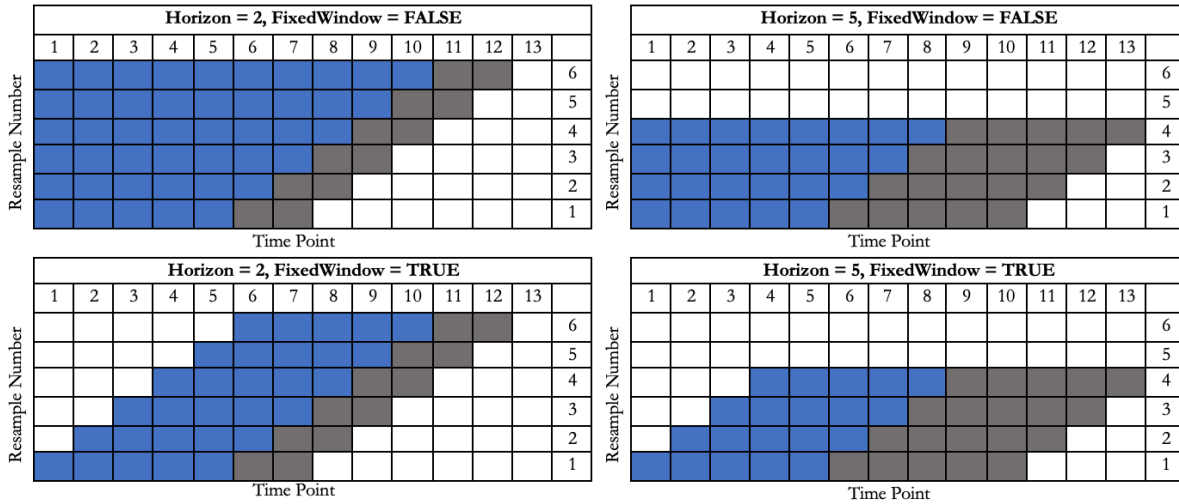 Horizon = 2, FixedWindow = FALSE
1 2 3 4 5 6 7 8 9 10 11 12 13
Resample Number
6
5
4
3
2
1
Time Point
Horizon = 5, FixedWindow = FALSE
1 2 3 4 5 6 7 8 9 10 11 12 13
Resample Number
6
5
4
3
2
1
Time Point
Horizon = 2, FixedWindow = TRUE
1 2 3 4 5 6 7 8 9 10 11 12 13
Resample Number
6
5
4
3
2
1
Time Point
Horizon = 5, FixedWindow = TRUE
1 2 3 4 5 6 7 8 9 10 11 12 13
Resample Number
6
5
4
3
2
1
Time Point